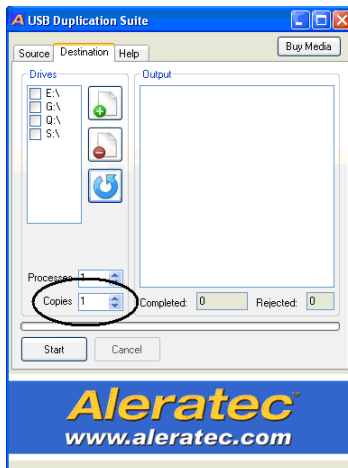 A USB Duplication Suite
Source Destination Help Buy Media
Drives Output
E:\
G:\
Q:\
S:\
Processes 1
Copies 1 Completed: 0 Rejected: 0
Start Cancel
Aleratec™
www.aleratec.com